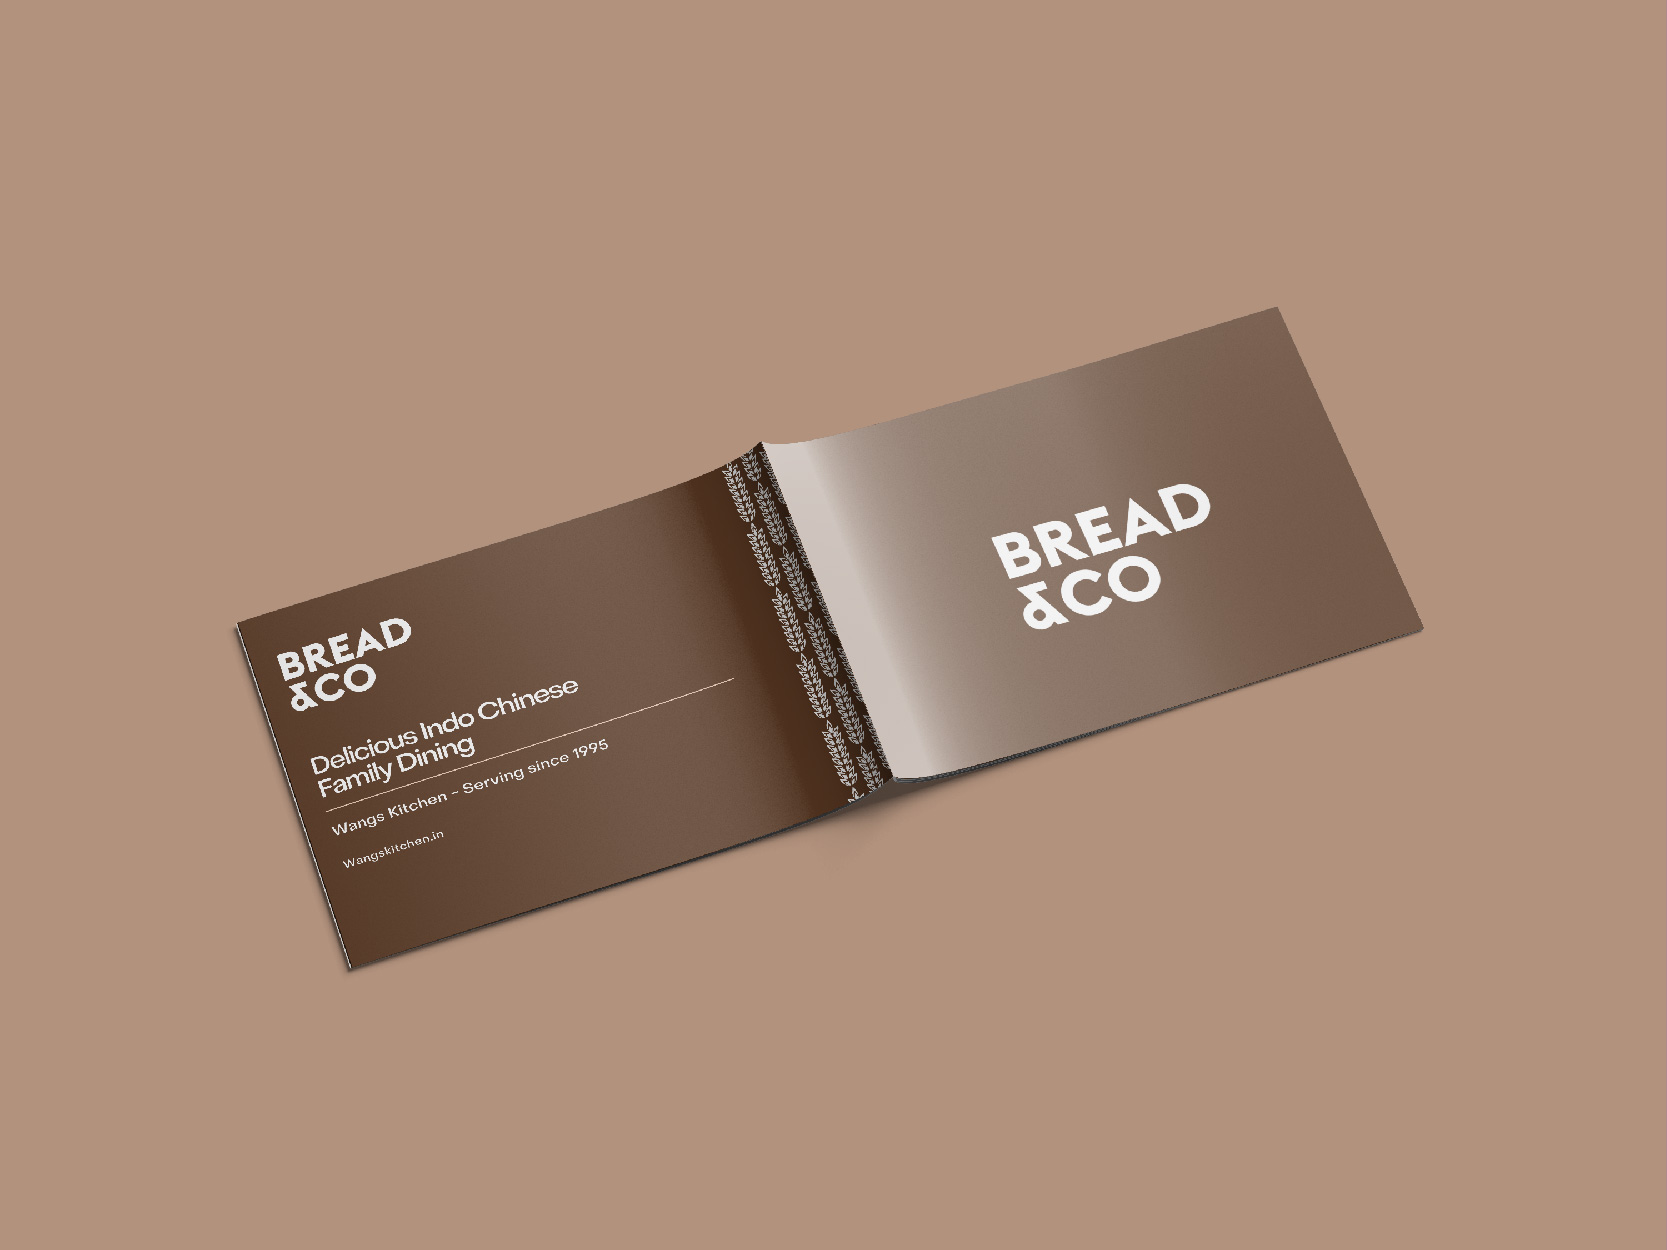 BREAD
&CO
Delicious Indo Chinese
Family Dining
Wangs Kitchen - Serving since 1995
Wangskitchen.in
BREAD
&CO